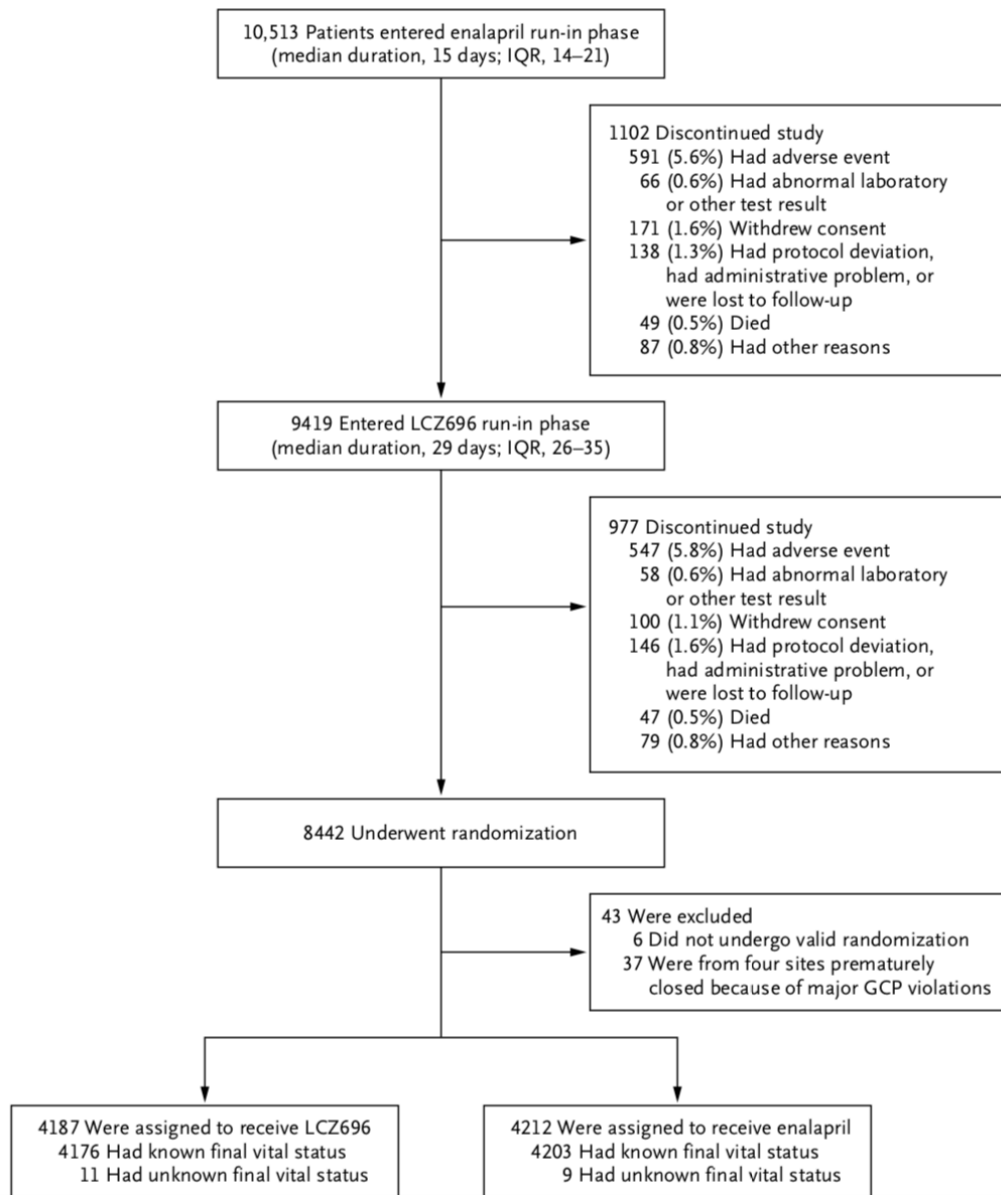 10,513 Patients entered enalapril run-in phase
(median duration, 15 days; IQR, 14–21)
1102 Discontinued study
591 (5.6%) Had adverse event
66 (0.6%) Had abnormal laboratory
or other test result
171 (1.6%) Withdrew consent
138 (1.3%) Had protocol deviation,
had administrative problem, or
were lost to follow-up
49 (0.5%) Died
87 (0.8%) Had other reasons
9419 Entered LCZ696 run-in phase
(median duration, 29 days; IQR, 26–35)
977 Discontinued study
547 (5.8%) Had adverse event
58 (0.6%) Had abnormal laboratory
or other test result
100 (1.1%) Withdrew consent
146 (1.6%) Had protocol deviation,
had administrative problem, or
were lost to follow-up
47 (0.5%) Died
79 (0.8%) Had other reasons
8442 Underwent randomization
43 Were excluded
6 Did not undergo valid randomization
37 Were from four sites prematurely
closed because of major GCP violations
4187 Were assigned to receive LCZ696
4176 Had known final vital status
11 Had unknown final vital status
4212 Were assigned to receive enalapril
4203 Had known final vital status
9 Had unknown final vital status